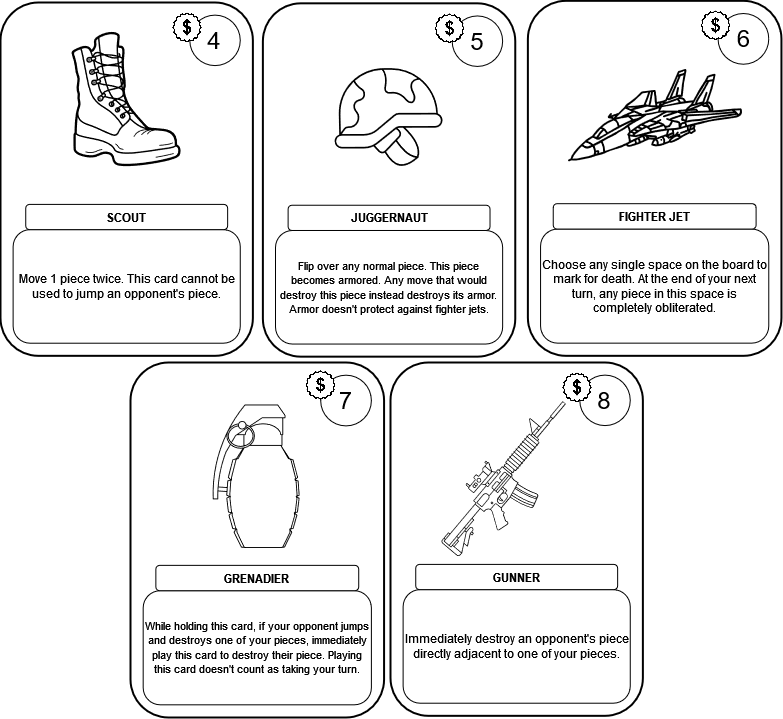 $ 4
SCOUT
Move 1 piece twice. This card cannot be
used to jump an opponent's piece.
$ 5
JUGGERNAUT
Flip over any normal piece. This piece
becomes armored. Any move that would
destroy this piece instead destroys its armor.
Armor doesn't protect against fighter jets.
$ 6
FIGHTER JET
Choose any single space on the board to
mark for death. At the end of your next
turn, any piece in this space is
completely obliterated.
$ 7
GRENADIER
While holding this card, if your opponent jumps
and destroys one of your pieces, immediately
play this card to destroy their piece. Playing
this card doesn't count as taking your turn.
$ 8
GUNNER
Immediately destroy an opponent's piece
directly adjacent to one of your pieces.